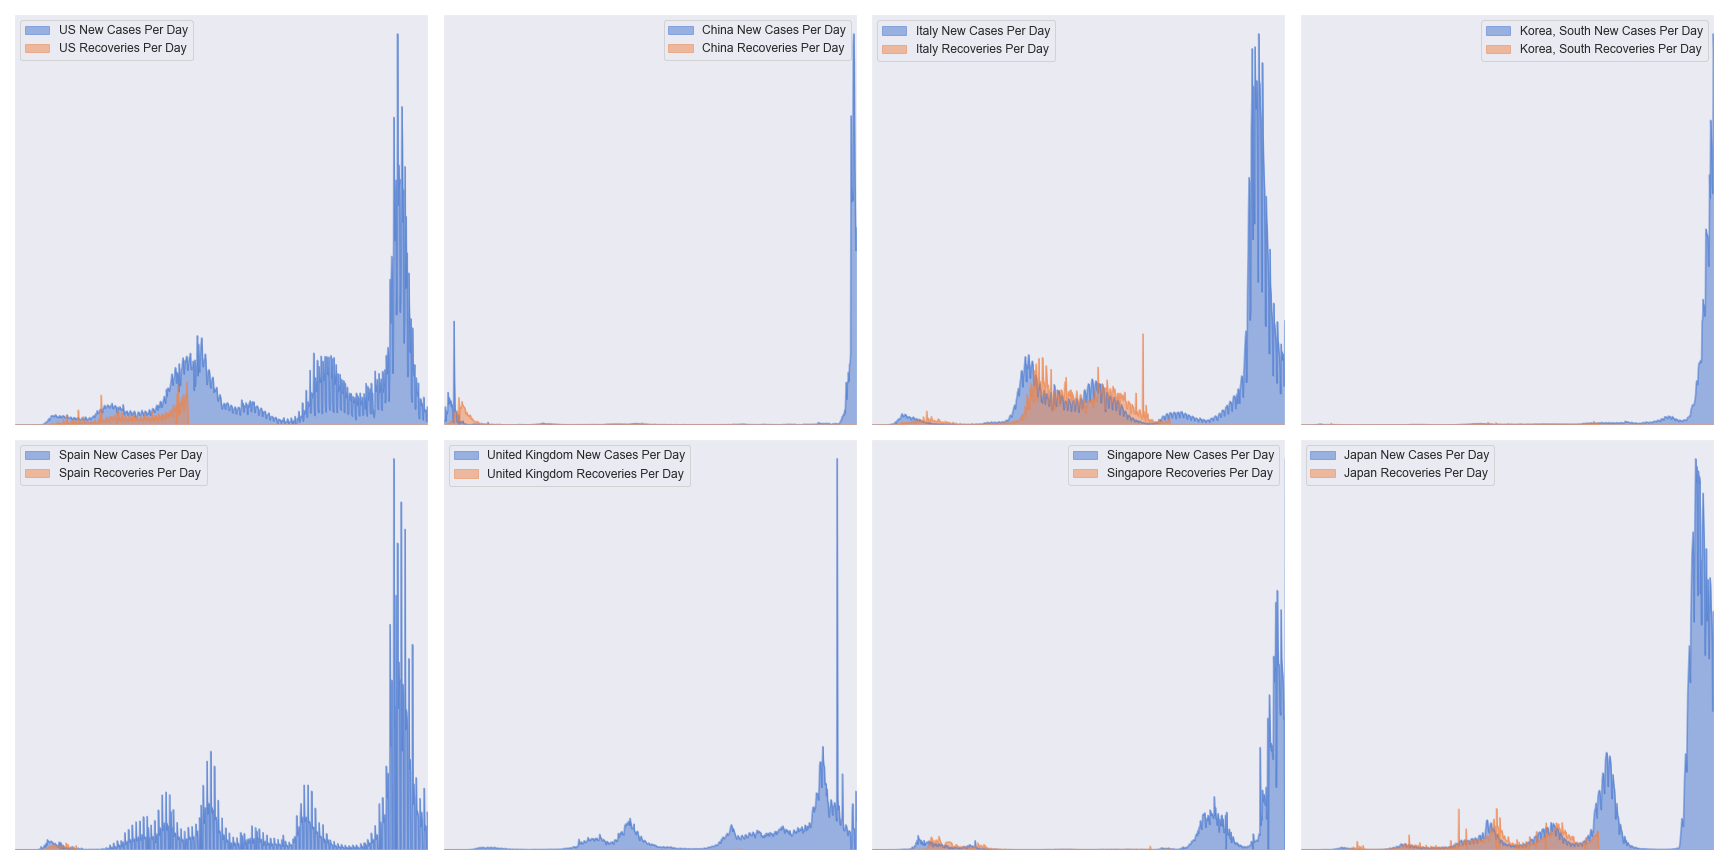 US New Cases Per Day
US Recoveries Per Day
China New Cases Per Day
China Recoveries Per Day
Italy New Cases Per Day
Italy Recoveries Per Day
Korea, South New Cases Per Day
Korea, South Recoveries Per Day
Spain New Cases Per Day
Spain Recoveries Per Day
United Kingdom New Cases Per Day
United Kingdom Recoveries Per Day
Singapore New Cases Per Day
Singapore Recoveries Per Day
Japan New Cases Per Day
Japan Recoveries Per Day